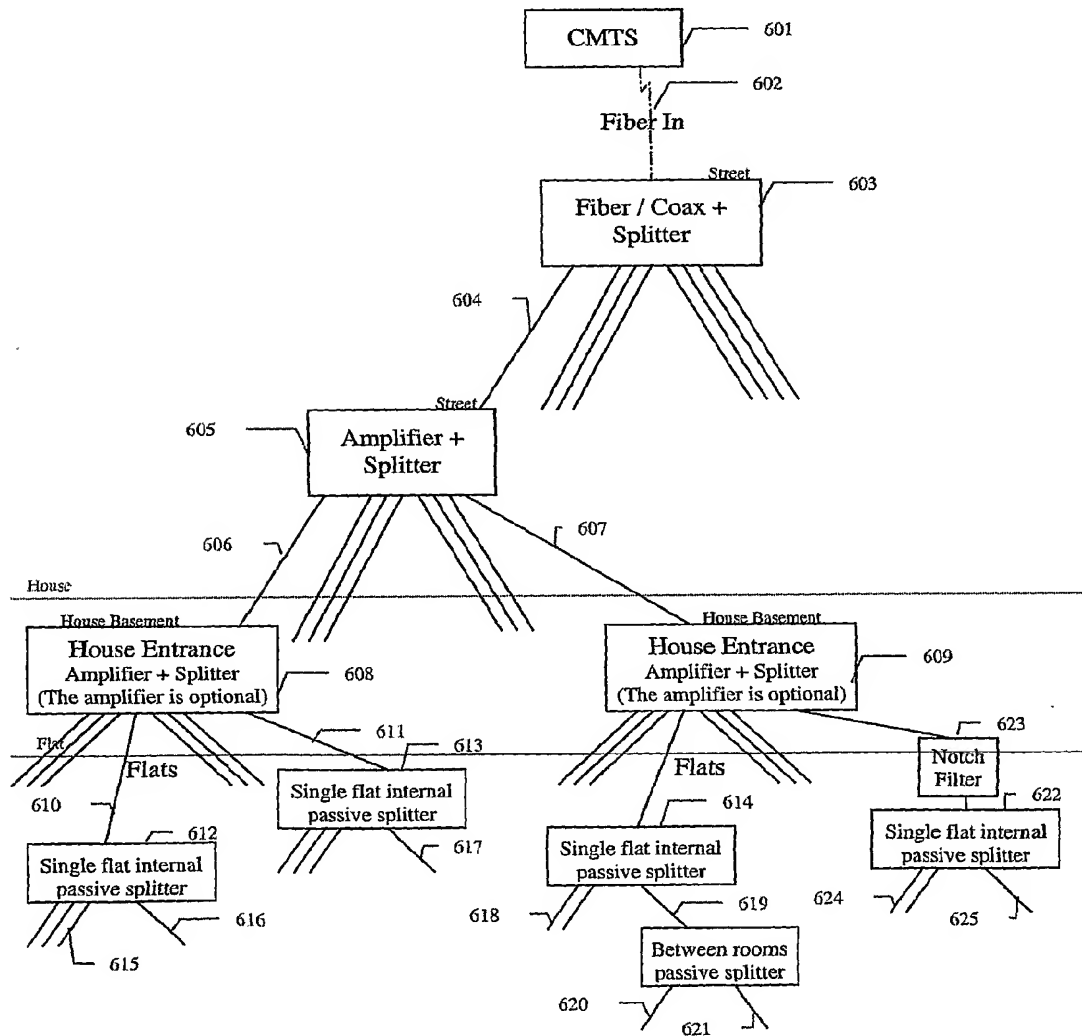 CMTS
601
602
Fiber In
Street
603
Fiber / Coax +
Splitter
604
Street
605
Amplifier +
Splitter
606
607
House
House Basement
House Entrance
Amplifier + Splitter
(The amplifier is optional)
608
House Basement
House Entrance
Amplifier + Splitter
(The amplifier is optional)
609
611
613
623
Flat
Flats
Flats
Notch
Filter
610
Single flat internal
passive splitter
614
622
612
617
Single flat internal
passive splitter
Single flat internal
passive splitter
Single flat internal
passive splitter
616
615
618
619
624
625
Between rooms
passive splitter
620
621